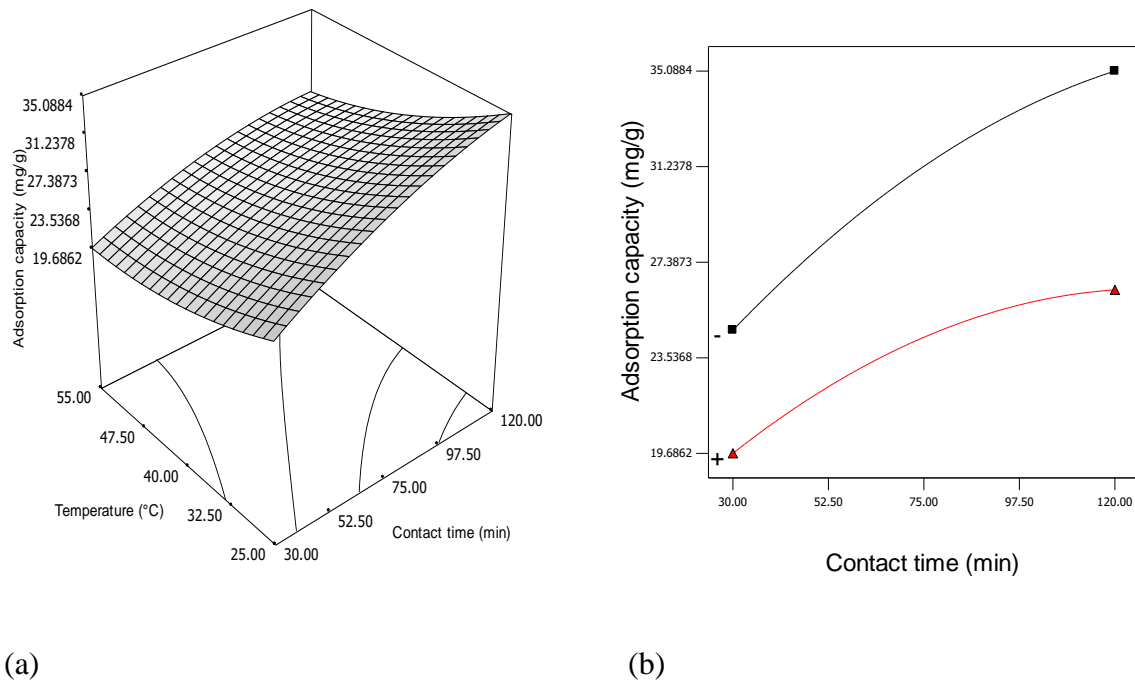 35.0884
31.2378
27.3873
23.5368
19.6862
Adsorption capacity (mg/g)
55.00
47.50
40.00
32.50
25.00
Temperature (°C)
30.00
52.50
75.00
97.50
120.00
Contact time (min)
(a)
35.0884
31.2378
27.3873
23.5368
19.6862
Adsorption capacity (mg/g)
-
+
30.00 52.50 75.00 97.50 120.00
Contact time (min)
(b)